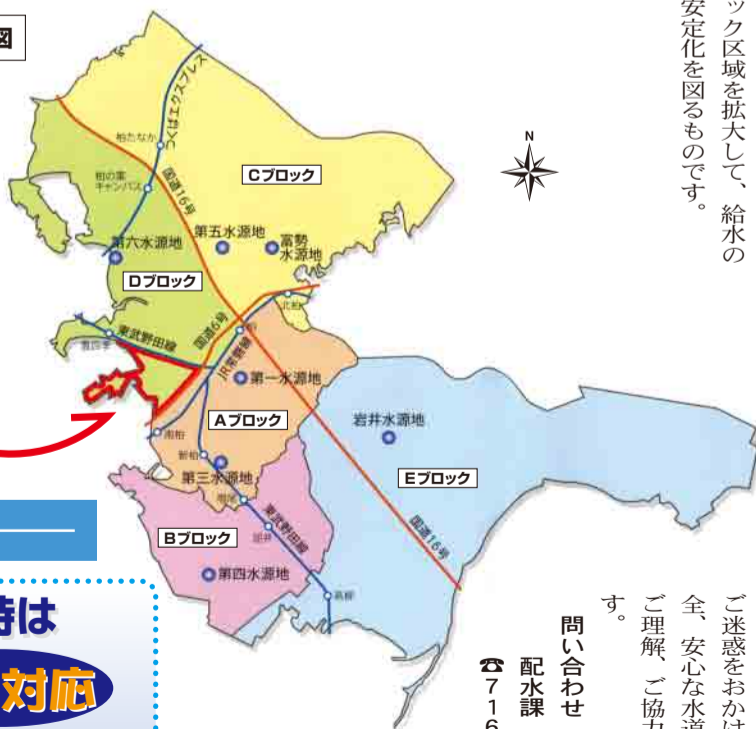 ック区域を拡大して、給水の
安定化を図るものです。
図
N
つくばエクスプレス
柏たなか
柏の葉
キャンパス
国道16号
Cブロック
第五水源地
富勢
水源地
第六水源地
Dブロック
国道6号
北柏
東武野田線
豊四季
JR常磐線
柏
第一水源地
Aブロック
南柏
新柏
第三水源地
増尾
岩井水源地
Eブロック
国道16号
Bブロック
東武野田線
逆井
第四水源地
高柳
時は
対応
ご迷惑をおかけ
全、安心な水道
ご理解、ご協力
す。
問い合わせ
配水課
☎716